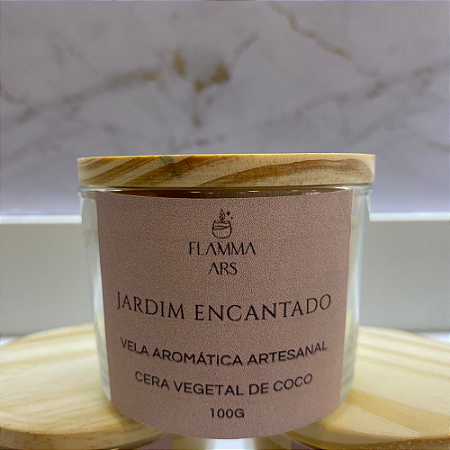 FLAMMA
ARS
JARDIM ENCANTADO
VELA AROMÁTICA ARTESANAL
CERA VEGETAL DE COCO
100G